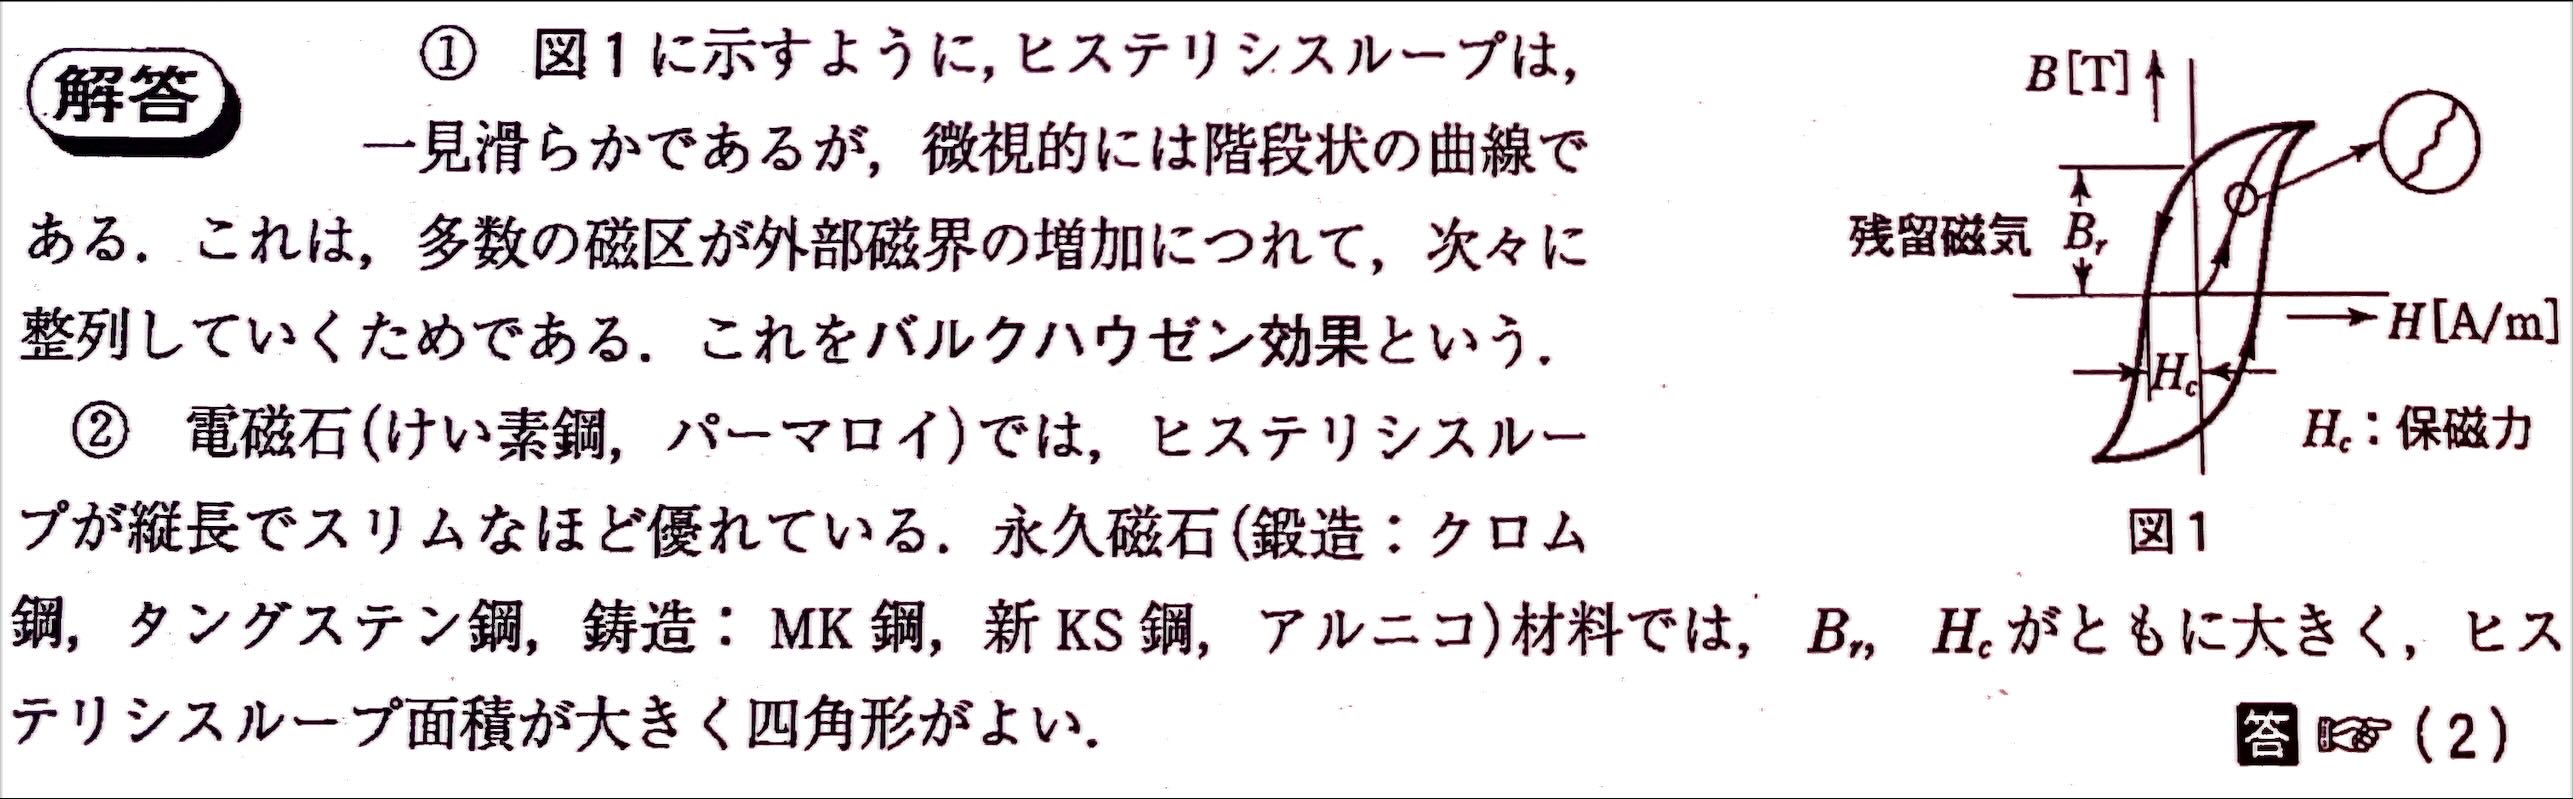 解答
① 図1に示すように，ヒステリシスループは，
一見滑らかであるが，微視的には階段状の曲線で
ある．これは，多数の磁区が外部磁界の増加につれて，次々に
整列していくためである．これをバルクハウゼン効果という．
② 電磁石(けい素鋼，パーマロイ)では，ヒステリシスルー
プが縦長でスリムなほど優れている．永久磁石(鍛造：クロム
鋼，タングステン鋼，鋳造：MK鋼，新KS鋼，アルニコ)材料では，Br，Hcがともに大きく，ヒス
テリシスループ面積が大きく四角形がよい．
答☞(2)
B[T]
残留磁気 Br
H[A/m]
Hc
Hc：保磁力
図1